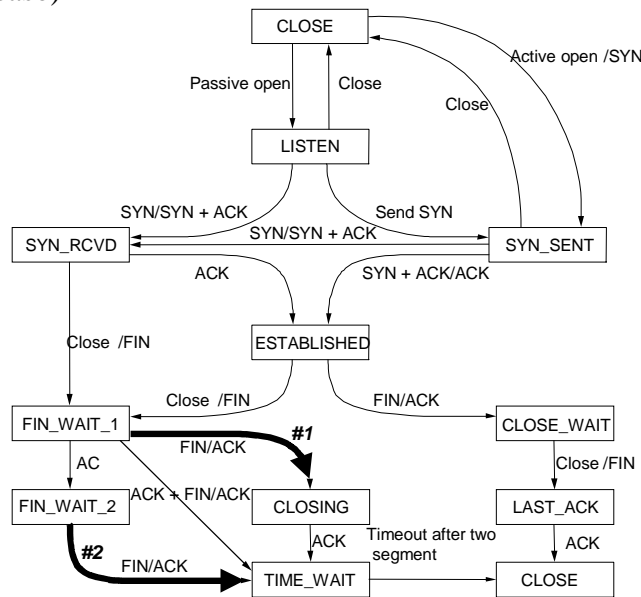 CLOSE
Active open /SYN
Passive open
Close
Close
LISTEN
SYN/SYN + ACK
Send SYN
SYN_RCVD
SYN/SYN + ACK
SYN_SENT
ACK
SYN + ACK/ACK
ESTABLISHED
Close /FIN
Close /FIN
FIN/ACK
FIN_WAIT_1
#1
CLOSE_WAIT
FIN/ACK
AC
ACK + FIN/ACK
Close /FIN
FIN_WAIT_2
CLOSING
LAST_ACK
#2
ACK
Timeout after two
segment
ACK
FIN/ACK
TIME_WAIT
CLOSE